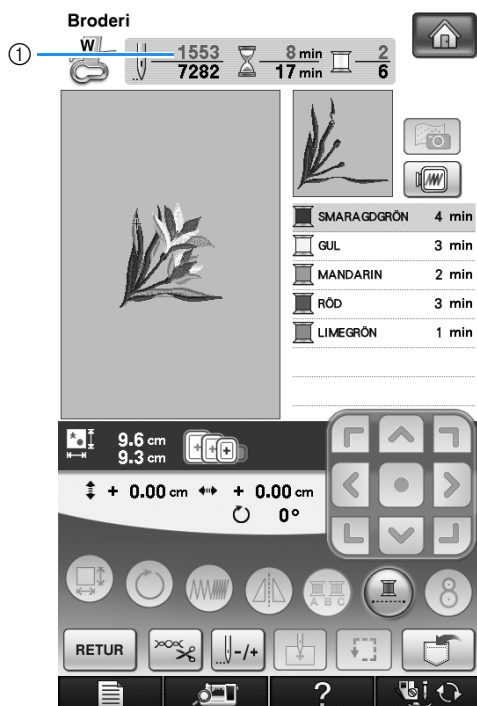 Broderi
①
W
1553 8 min 2
7282 17 min 6
SMARAGDGRÖN 4 min
GUL 3 min
MANDARIN 2 min
RÖD 3 min
LIMEGRÖN 1 min
9.6 cm
9.3 cm
+ 0.00 cm + 0.00 cm
0°
A B C
8
RETUR
-/+
?